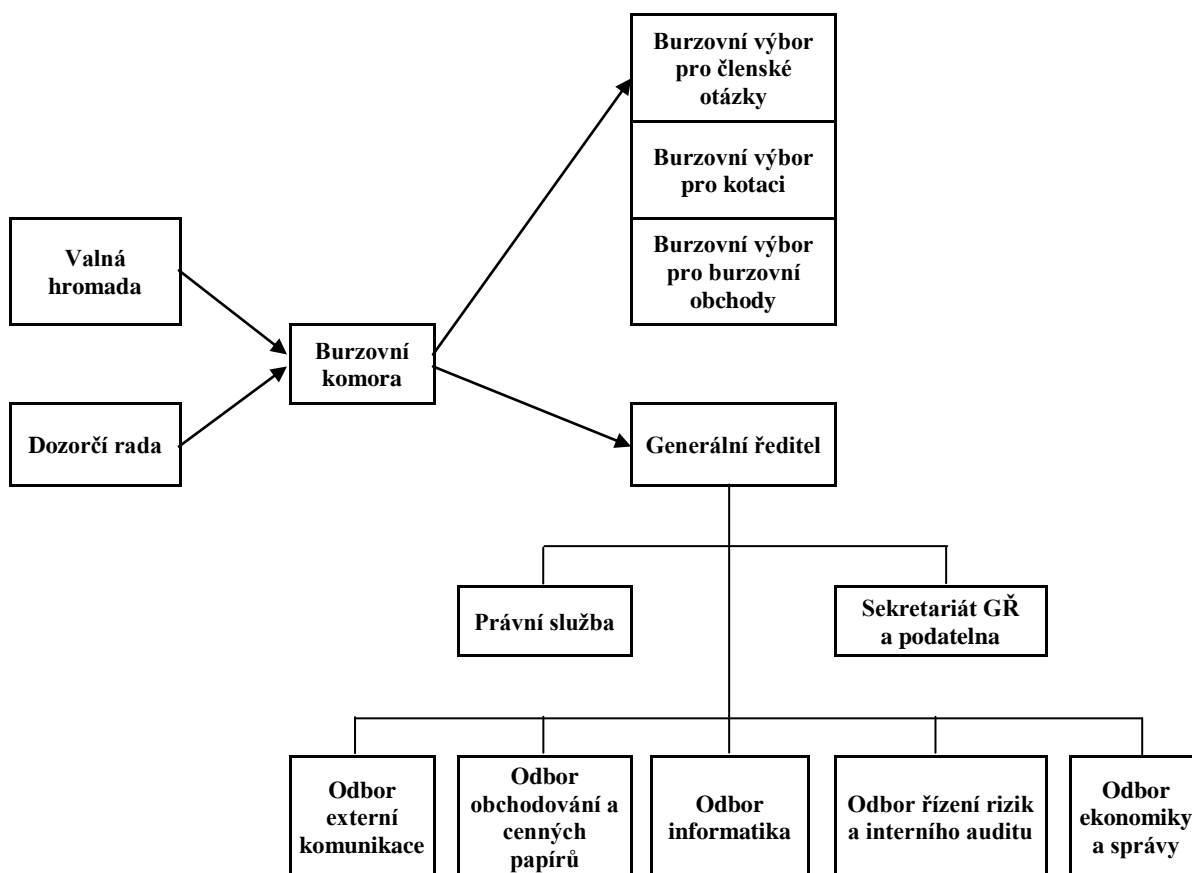 Burzovní výbor
pro členské
otázky
Burzovní výbor
pro kotaci
Burzovní výbor
pro burzovní
obchody
Valná
hromada
Burzovní
komora
Dozorčí rada
Generální ředitel
Právní služba
Sekretariát GŘ
a podatelna
Odbor
externí
komunikace
Odbor
obchodování a
cenných
papírů
Odbor
informatika
Odbor řízení rizik
a interního auditu
Odbor
ekonomiky
a správy